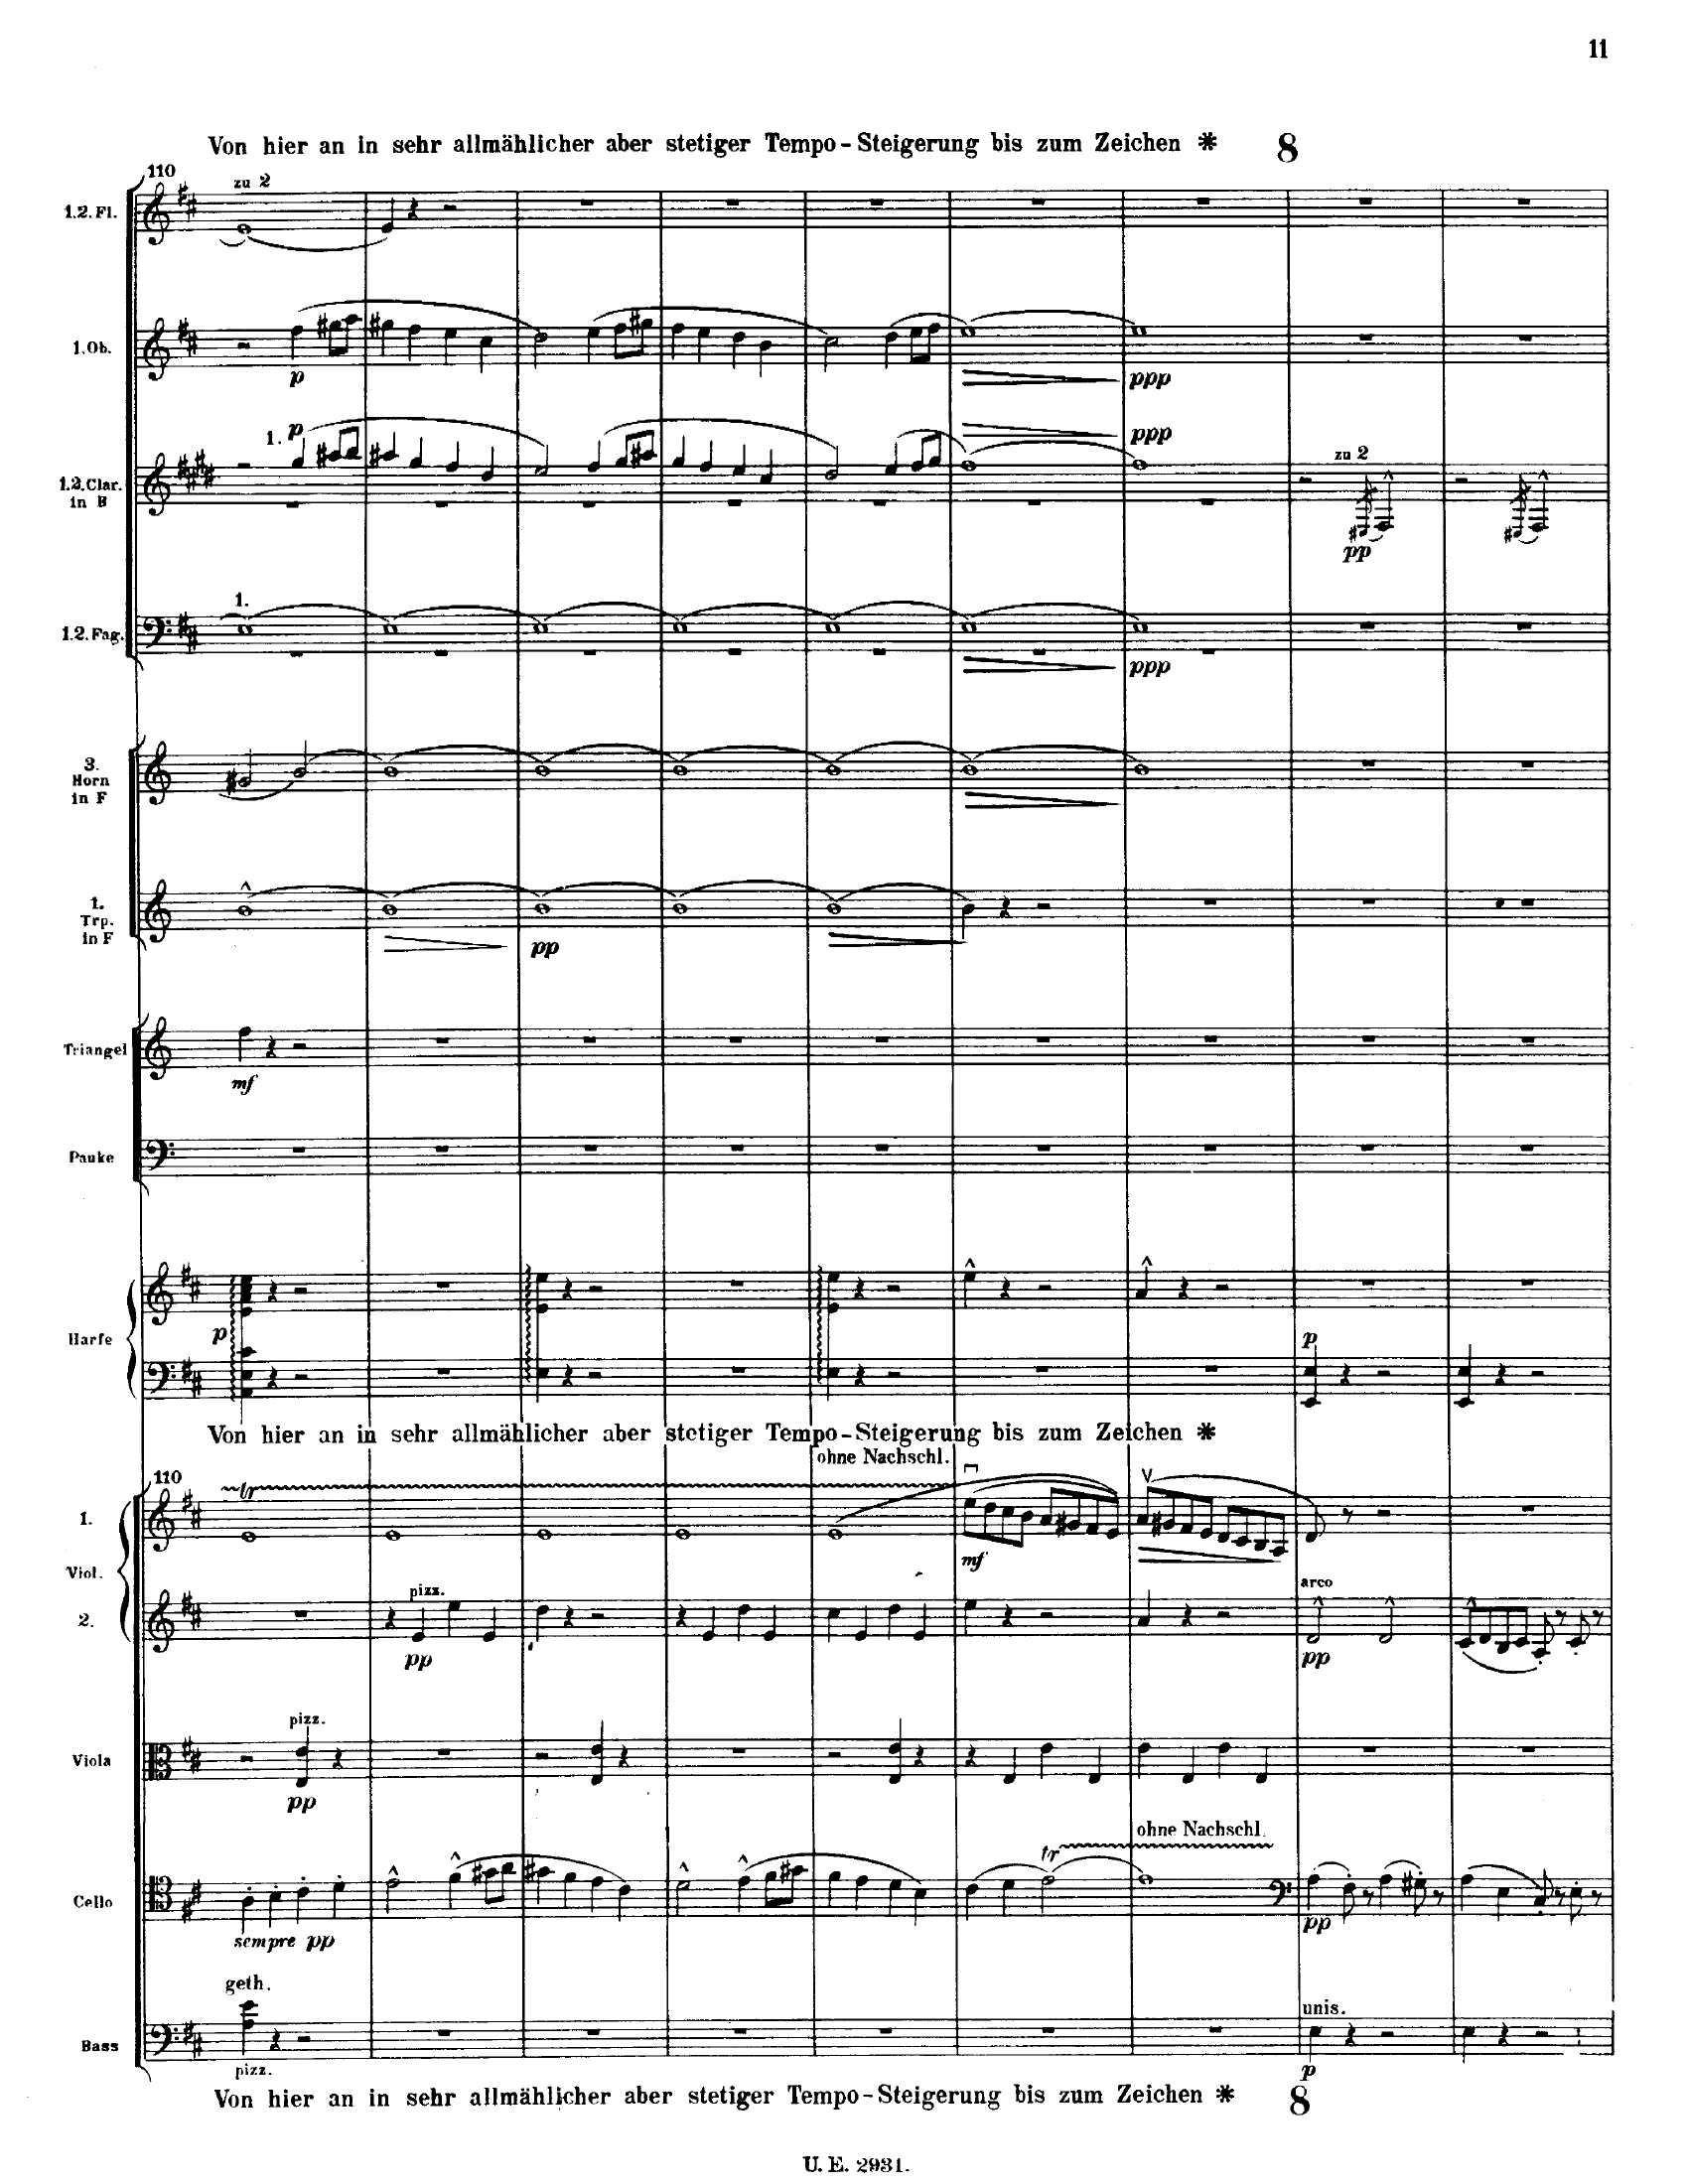 11
Von hier an in sehr allmählicher aber stetiger Tempo-Steigerung bis zum Zeichen * 8
110
zu 2
1.2. Fl.
1. Ob.
p
ppp
p
ppp
1.
zu 2
1.2. Clar.
in B
pp
1.
1.2. Fag.
ppp
3.
Horn
in F
1.
Trp.
in F
pp
Triangel
mf
Pauke
p
Harfe
p
Von hier an in sehr allmählicher aber stetiger Tempo-Steigerung bis zum Zeichen *
ohne Nachschl.
110
tr
1.
mf
Viol.
pizz.
arco
2.
pp
pp
pizz.
Viola
pp
ohne Nachschl.
tr
Cello
sempre pp
pp
geth.
unis.
Bass
pizz.
p
Von hier an in sehr allmählicher aber stetiger Tempo-Steigerung bis zum Zeichen * 8
U. E. 2931.